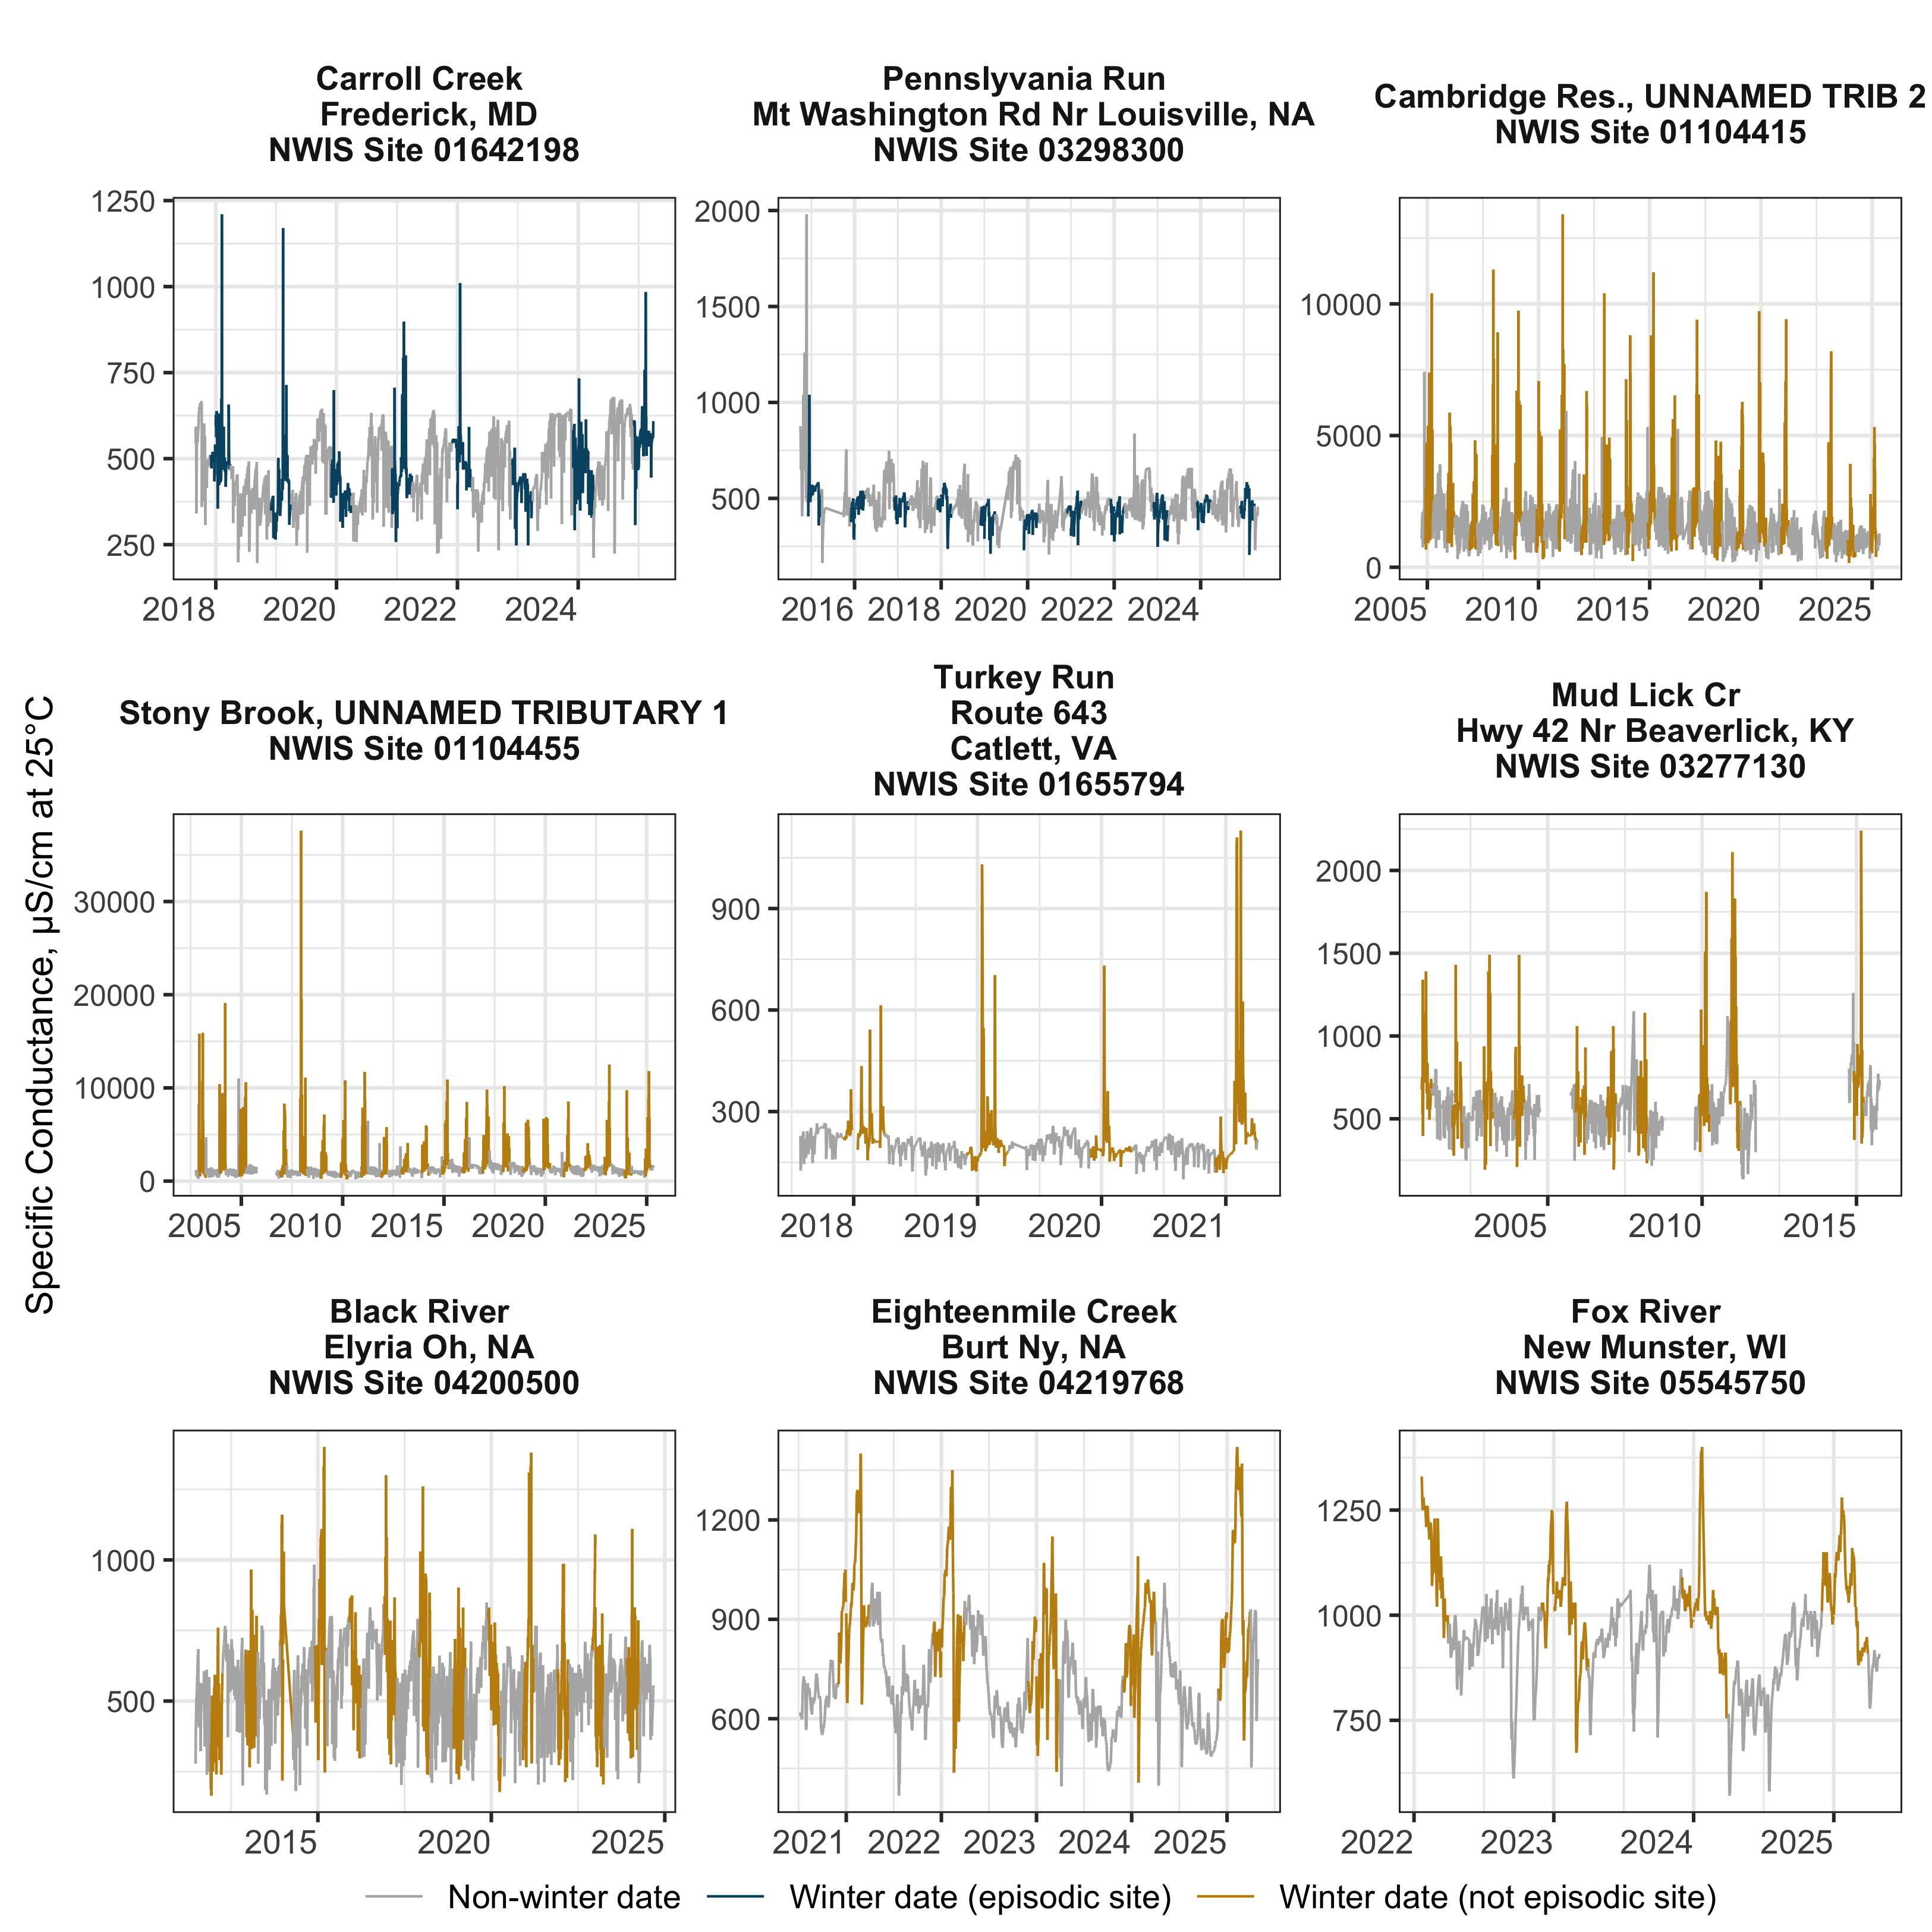 Carroll Creek
Frederick, MD
NWIS Site 01642198
Pennslyvania Run
Mt Washington Rd Nr Louisville, NA
NWIS Site 03298300
Cambridge Res., UNNAMED TRIB 2
NWIS Site 01104415
1250
1000
750
500
250
2018 2020 2022 2024
2000
1500
1000
500
2016 2018 2020 2022 2024
10000
5000
0
2005 2010 2015 2020 2025
Specific Conductance, µS/cm at 25°C
Stony Brook, UNNAMED TRIBUTARY 1
NWIS Site 01104455
Turkey Run
Route 643
Catlett, VA
NWIS Site 01655794
Mud Lick Cr
Hwy 42 Nr Beaverlick, KY
NWIS Site 03277130
30000
20000
10000
0
2005 2010 2015 2020 2025
900
600
300
2018 2019 2020 2021
2000
1500
1000
500
2005 2010 2015
Black River
Elyria Oh, NA
NWIS Site 04200500
Eighteenmile Creek
Burt Ny, NA
NWIS Site 04219768
Fox River
New Munster, WI
NWIS Site 05545750
1000
500
2015 2020 2025
1200
900
600
2021 2022 2023 2024 2025
1250
1000
750
2022 2023 2024 2025
Non-winter date Winter date (episodic site) Winter date (not episodic site)